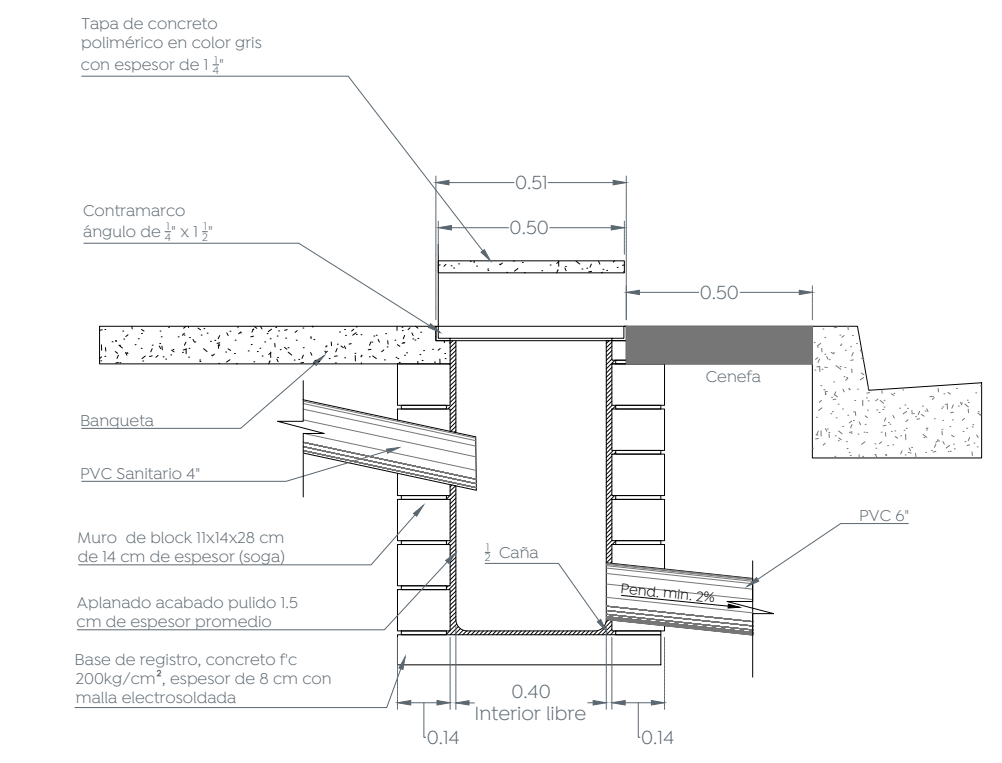 Tapa de concreto
polimérico en color gris
con espesor de 1 1/4"
0.51
Contramarco
ángulo de 1/4" x 1 1/2"
0.50
0.50
Cenefa
Banqueta
PVC Sanitario 4"
PVC 6"
Muro de block 11x14x28 cm
de 14 cm de espesor (soga)
1/2 Caña
Pend. mín. 2%
Aplanado acabado pulido 1.5
cm de espesor promedio
Base de registro, concreto f'c
200kg/cm², espesor de 8 cm con
malla electrosoldada
0.40
Interior libre
0.14
0.14